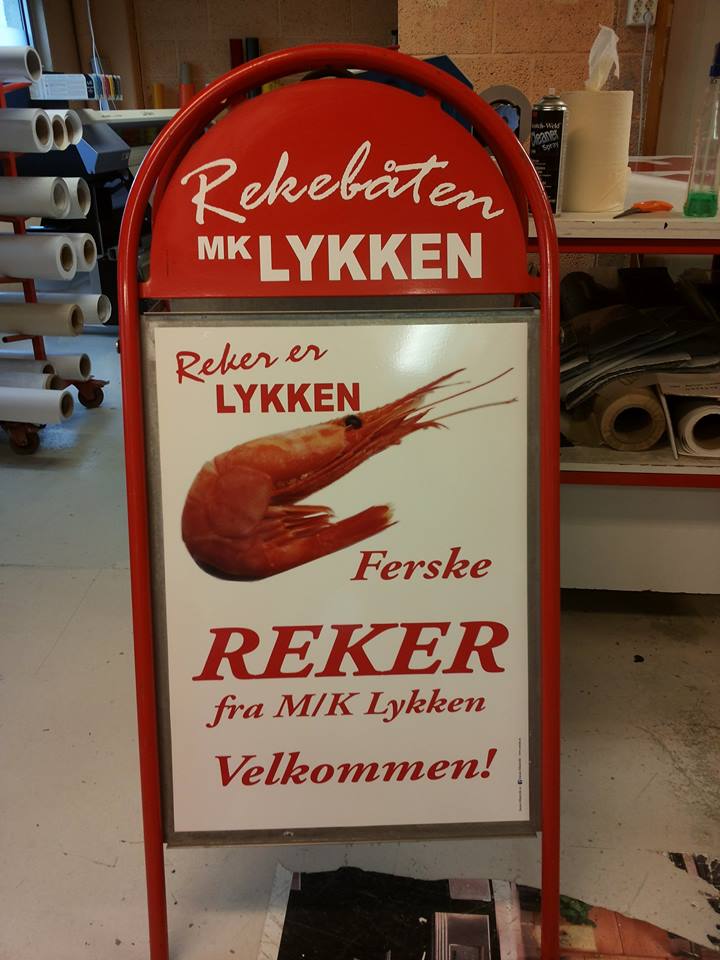 Rekebåten
MK LYKKEN
Reker er
LYKKEN
Ferske
REKER
fra M/K Lykken
Velkommen!